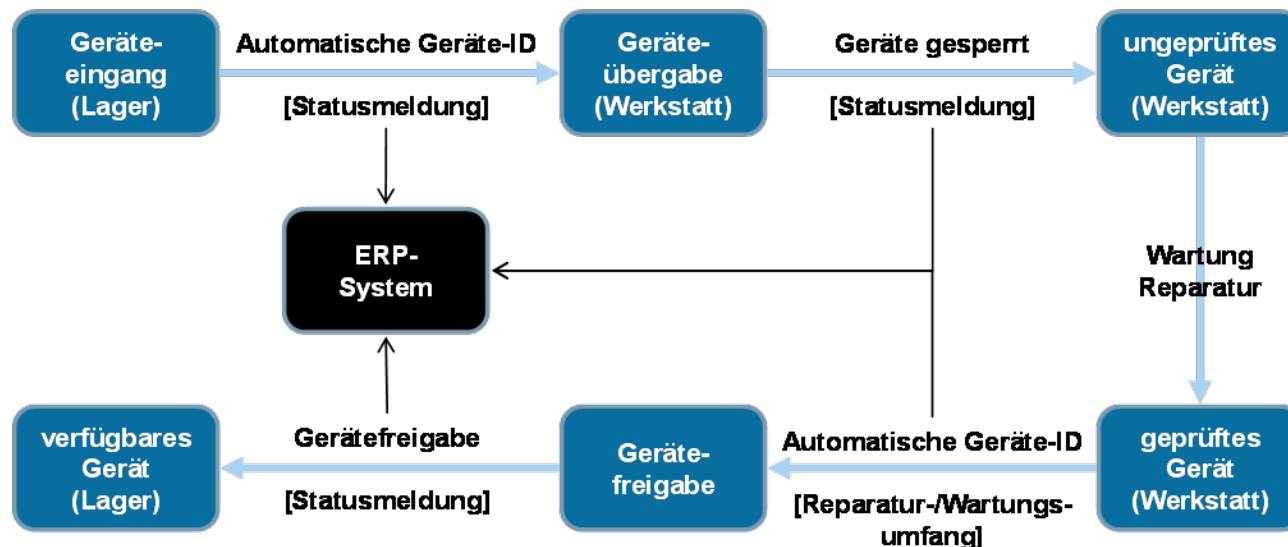 Geräte-
eingang
(Lager)
Automatische Geräte-ID
[Statusmeldung]
Geräte-
übergabe
(Werkstatt)
Geräte gesperrt
[Statusmeldung]
ungeprüftes
Gerät
(Werkstatt)
ERP-
System
Wartung
Reparatur
verfügbares
Gerät
(Lager)
Gerätefreigabe
[Statusmeldung]
Geräte-
freigabe
Automatische Geräte-ID
[Reparatur-/Wartungs-
umfang]
geprüftes
Gerät
(Werkstatt)